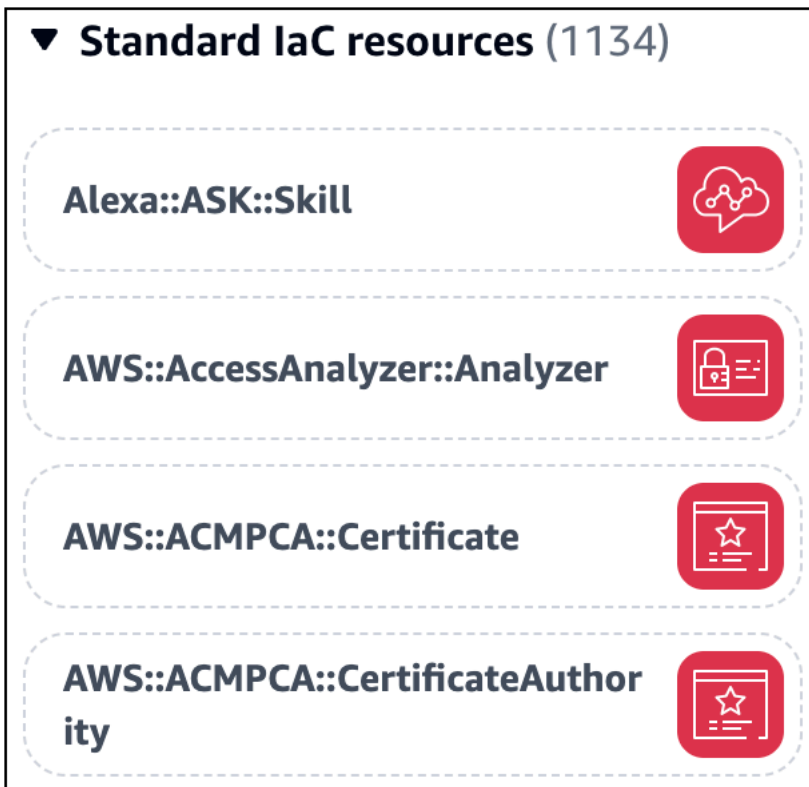 Standard IaC resources (1134)
Alexa::ASK::Skill
AWS::AccessAnalyzer::Analyzer
AWS::ACMPCA::Certificate
AWS::ACMPCA::CertificateAuthor
ity